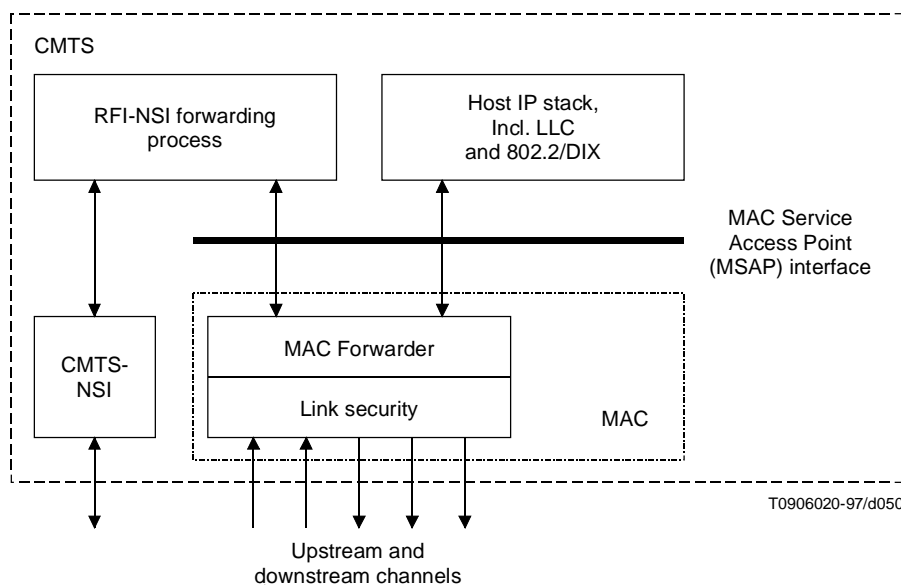 CMTS
RFI-NSI forwarding
process
Host IP stack,
Incl. LLC
and 802.2/DIX
MAC Service
Access Point
(MSAP) interface
CMTS-
NSI
MAC Forwarder
Link security
MAC
T0906020-97/d050
Upstream and
downstream channels